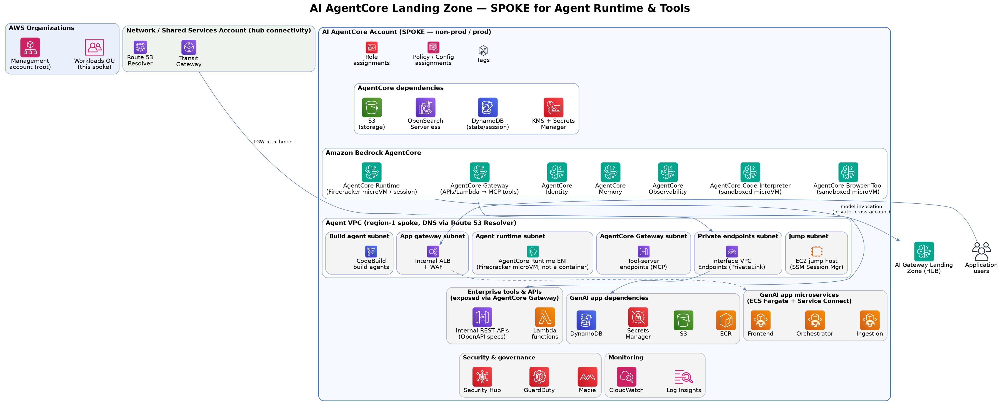 AI AgentCore Landing Zone — SPOKE for Agent Runtime & Tools
AWS Organizations
Management
account (root)
Workloads OU
(this spoke)
Network / Shared Services Account (hub connectivity)
Route 53
Resolver
Transit
Gateway
AI AgentCore Account (SPOKE — non-prod / prod)
Role
assignments
Policy / Config
assignments
Tags
AgentCore dependencies
S3
(storage)
OpenSearch
Serverless
DynamoDB
(state/session)
KMS + Secrets
Manager
TGW attachment
Amazon Bedrock AgentCore
AgentCore Runtime
(Firecracker microVM / session)
AgentCore Gateway
(APIs/Lambda → MCP tools)
AgentCore
Identity
AgentCore
Memory
AgentCore
Observability
AgentCore Code Interpreter
(sandboxed microVM)
AgentCore Browser Tool
(sandboxed microVM)
model invocation
(private, cross-account)
Agent VPC (region-1 spoke, DNS via Route 53 Resolver)
Build agent subnet
CodeBuild
build agents
App gateway subnet
Internal ALB
+ WAF
Agent runtime subnet
AgentCore Runtime ENI
(Firecracker microVM, not a container)
AgentCore Gateway subnet
Tool-server
endpoints (MCP)
Private endpoints subnet
Interface VPC
Endpoints (PrivateLink)
Jump subnet
EC2 jump host
(SSM Session Mgr)
AI Gateway Landing
Zone (HUB)
Application
users
Enterprise tools & APIs
(exposed via AgentCore Gateway)
Internal REST APIs
(OpenAPI specs)
Lambda
functions
GenAI app dependencies
DynamoDB
Secrets
Manager
S3
ECR
GenAI app microservices
(ECS Fargate + Service Connect)
Frontend
Orchestrator
Ingestion
Security & governance
Security Hub
GuardDuty
Macie
Monitoring
CloudWatch
Log Insights